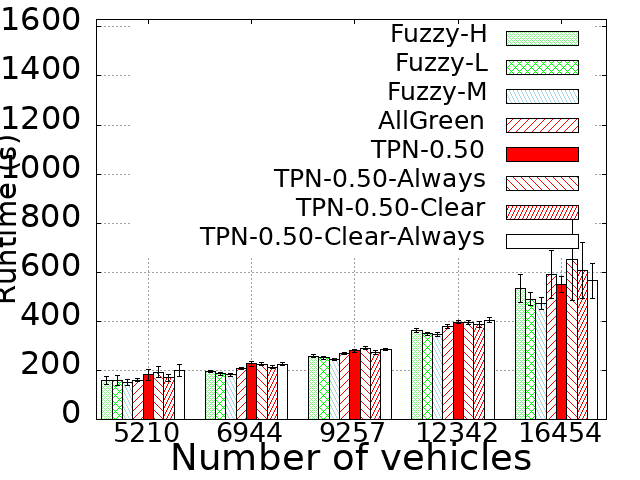 1600
1400
1200
1000
800
600
400
200
0
Runtime (s)
Fuzzy-H
Fuzzy-L
Fuzzy-M
AllGreen
TPN-0.50
TPN-0.50-Always
TPN-0.50-Clear
TPN-0.50-Clear-Always
5210 6944 9257 12342 16454
Number of vehicles